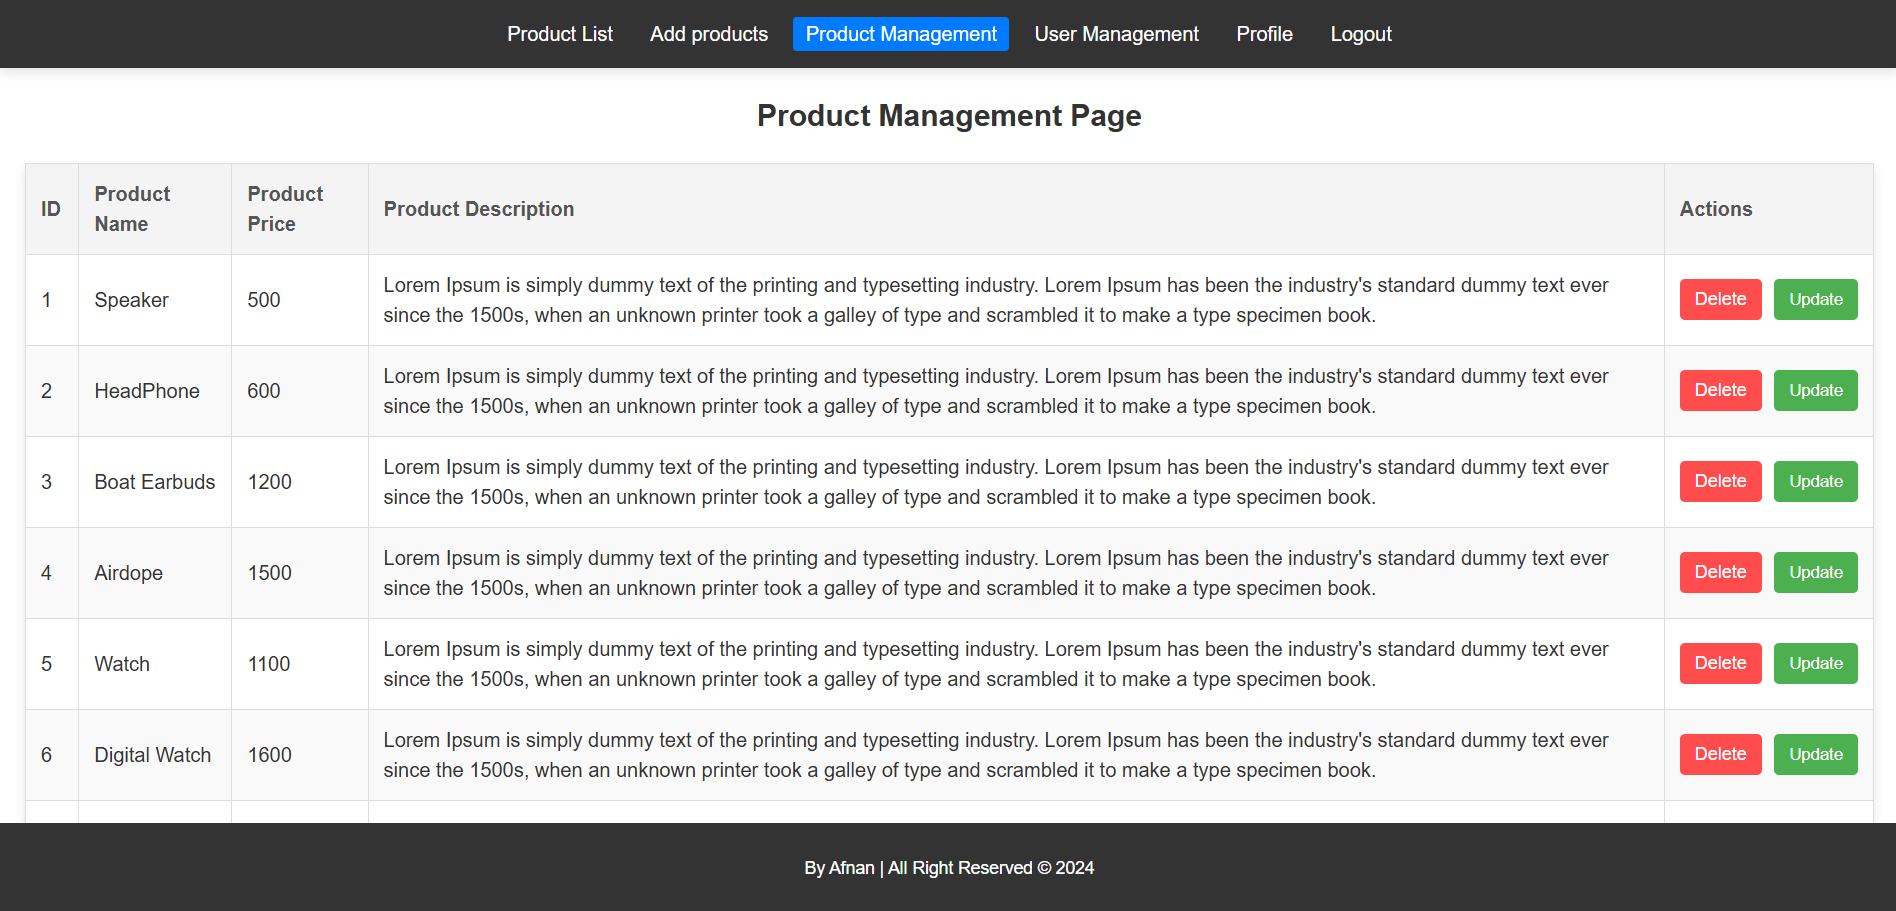 Product List Add products Product Management User Management Profile Logout
Product Management Page
ID Product Name Product Price Product Description Actions
1 Speaker 500 Lorem Ipsum is simply dummy text of the printing and typesetting industry. Lorem Ipsum has been the industry's standard dummy text ever
since the 1500s, when an unknown printer took a galley of type and scrambled it to make a type specimen book. Delete Update
2 HeadPhone 600 Lorem Ipsum is simply dummy text of the printing and typesetting industry. Lorem Ipsum has been the industry's standard dummy text ever
since the 1500s, when an unknown printer took a galley of type and scrambled it to make a type specimen book. Delete Update
3 Boat Earbuds 1200 Lorem Ipsum is simply dummy text of the printing and typesetting industry. Lorem Ipsum has been the industry's standard dummy text ever
since the 1500s, when an unknown printer took a galley of type and scrambled it to make a type specimen book. Delete Update
4 Airdope 1500 Lorem Ipsum is simply dummy text of the printing and typesetting industry. Lorem Ipsum has been the industry's standard dummy text ever
since the 1500s, when an unknown printer took a galley of type and scrambled it to make a type specimen book. Delete Update
5 Watch 1100 Lorem Ipsum is simply dummy text of the printing and typesetting industry. Lorem Ipsum has been the industry's standard dummy text ever
since the 1500s, when an unknown printer took a galley of type and scrambled it to make a type specimen book. Delete Update
6 Digital Watch 1600 Lorem Ipsum is simply dummy text of the printing and typesetting industry. Lorem Ipsum has been the industry's standard dummy text ever
since the 1500s, when an unknown printer took a galley of type and scrambled it to make a type specimen book. Delete Update
By Afnan | All Right Reserved © 2024